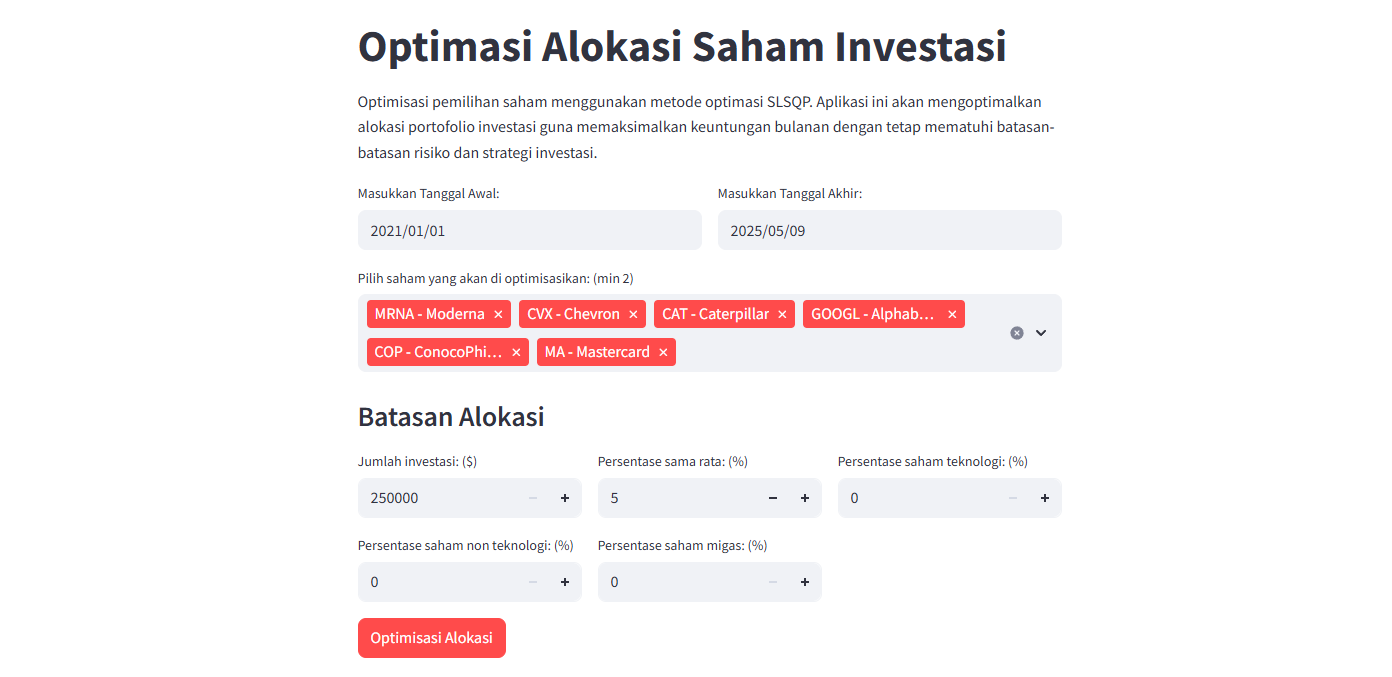 Optimasi Alokasi Saham Investasi
Optimisasi pemilihan saham menggunakan metode optimasi SLSQP. Aplikasi ini akan mengoptimalkan
alokasi portofolio investasi guna memaksimalkan keuntungan bulanan dengan tetap mematuhi batasan-
batasan risiko dan strategi investasi.
Masukkan Tanggal Awal: Masukkan Tanggal Akhir:
2021/01/01 2025/05/09
Pilih saham yang akan di optimisasikan: (min 2)
MRNA - Moderna × CVX - Chevron × CAT - Caterpillar × GOOGL - Alphab... ×
COP - ConocoPhi... × MA - Mastercard ×
Batasan Alokasi
Jumlah investasi: ($) Persentase sama rata: (%) Persentase saham teknologi: (%)
250000 − + 5 − + 0 − +
Persentase saham non teknologi: (%) Persentase saham migas: (%)
0 − + 0 − +
Optimisasi Alokasi